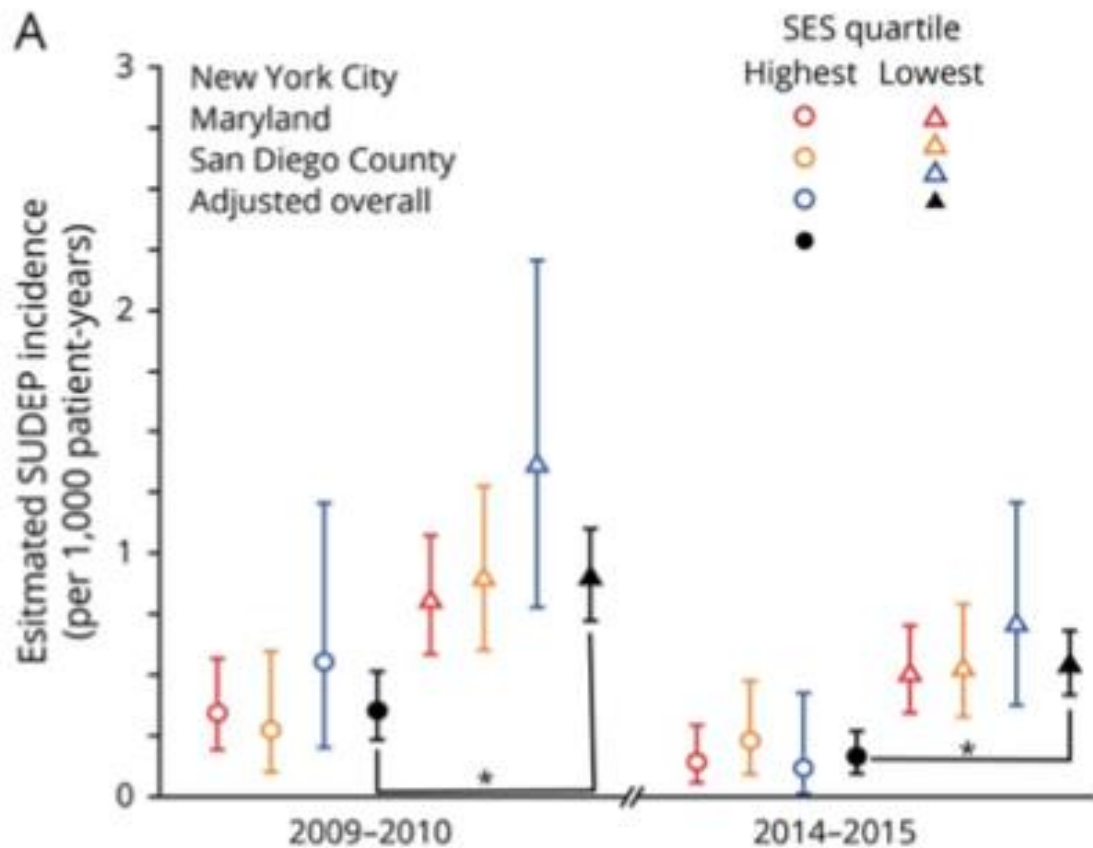 A
SES quartile
Highest Lowest
New York City
Maryland
San Diego County
Adjusted overall
Esitmated SUDEP incidence
(per 1,000 patient-years)
3
2
1
0
*
*
2009–2010
2014–2015